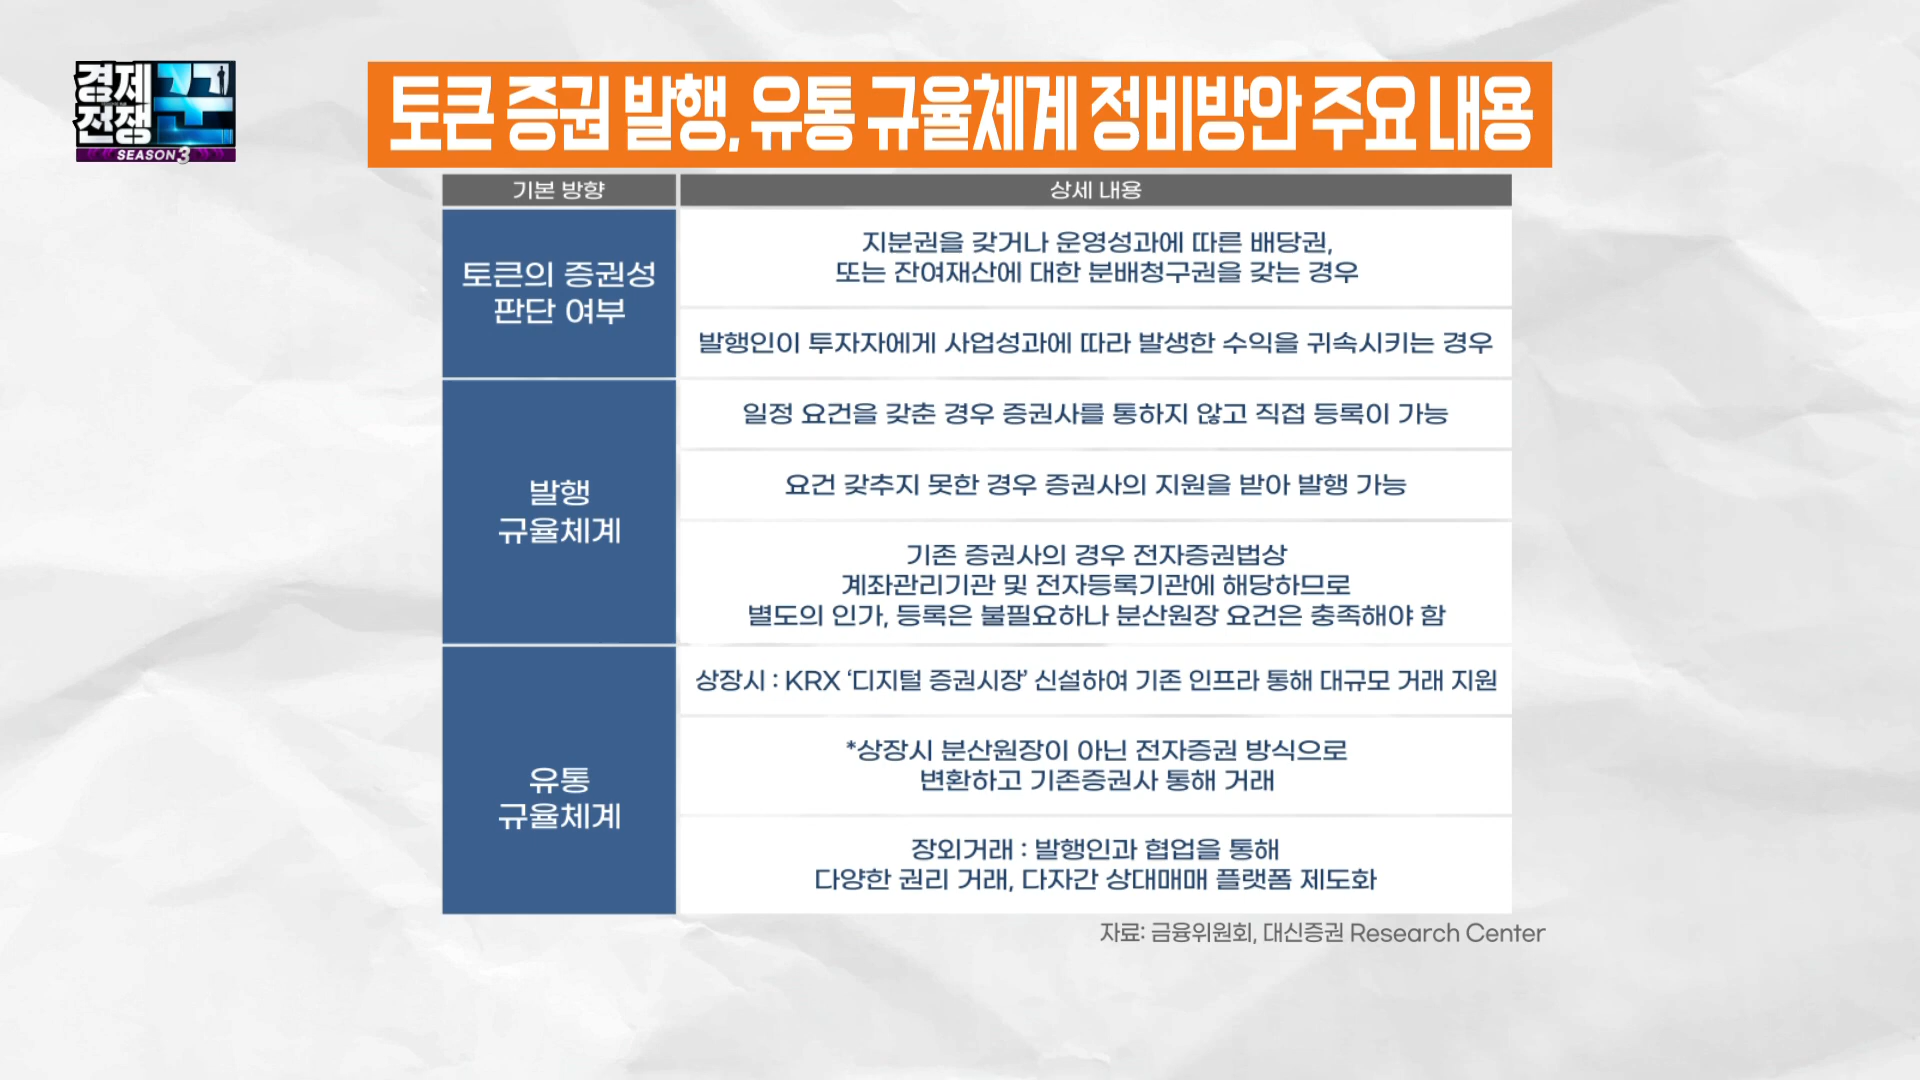 경제
전쟁
꾼
SEASON 3
토큰 증권 발행, 유통 규율체계 정비방안 주요 내용
기본 방향
상세 내용
토큰의 증권성
판단 여부
지분권을 갖거나 운영성과에 따른 배당권,
또는 잔여재산에 대한 분배청구권을 갖는 경우
발행인이 투자자에게 사업성과에 따라 발생한 수익을 귀속시키는 경우
발행
규율체계
일정 요건을 갖춘 경우 증권사를 통하지 않고 직접 등록이 가능
요건 갖추지 못한 경우 증권사의 지원을 받아 발행 가능
기존 증권사의 경우 전자증권법상
계좌관리기관 및 전자등록기관에 해당하므로
별도의 인가, 등록은 불필요하나 분산원장 요건은 충족해야 함
유통
규율체계
상장시 : KRX ‘디지털 증권시장’ 신설하여 기존 인프라 통해 대규모 거래 지원
*상장시 분산원장이 아닌 전자증권 방식으로
변환하고 기존증권사 통해 거래
장외거래 : 발행인과 협업을 통해
다양한 권리 거래, 다자간 상대매매 플랫폼 제도화
자료: 금융위원회, 대신증권 Research Center